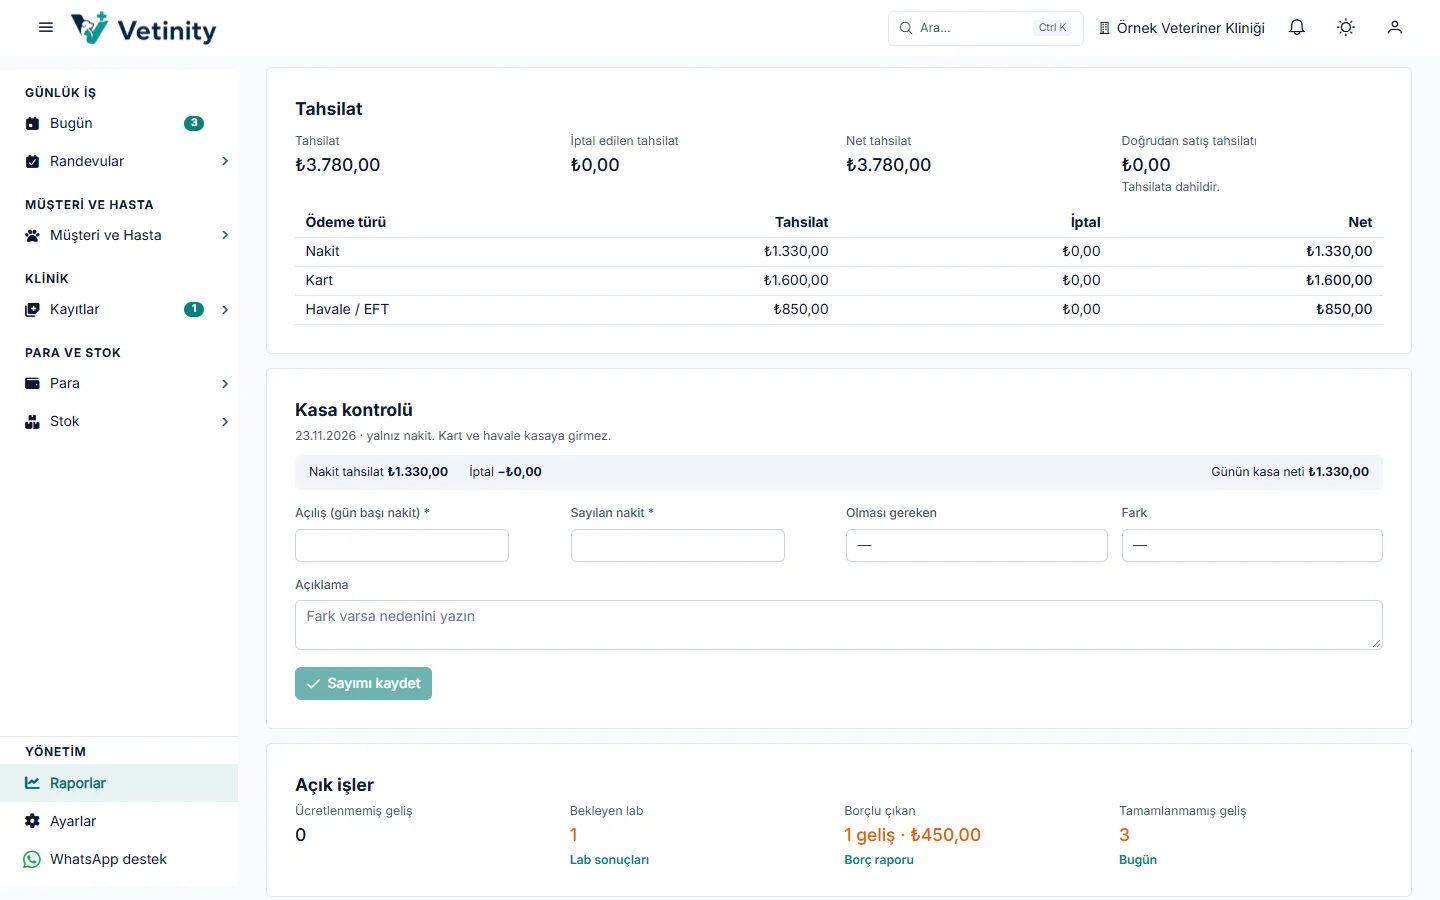 Vetinity
Ara...
Ctrl K
Örnek Veteriner Kliniği
GÜNLÜK İŞ
Bugün 3
Randevular
MÜŞTERİ VE HASTA
Müşteri ve Hasta
KLİNİK
Kayıtlar 1
PARA VE STOK
Para
Stok
YÖNETİM
Raporlar
Ayarlar
WhatsApp destek
Tahsilat
Tahsilat İptal edilen tahsilat Net tahsilat Doğrudan satış tahsilatı
₺3.780,00 ₺0,00 ₺3.780,00 ₺0,00
Tahsilata dahildir.
Ödeme türü Tahsilat İptal Net
Nakit ₺1.330,00 ₺0,00 ₺1.330,00
Kart ₺1.600,00 ₺0,00 ₺1.600,00
Havale / EFT ₺850,00 ₺0,00 ₺850,00
Kasa kontrolü
23.11.2026 · yalnız nakit. Kart ve havale kasaya girmez.
Nakit tahsilat ₺1.330,00 İptal −₺0,00 Günün kasa neti ₺1.330,00
Açılış (gün başı nakit) * Sayılan nakit * Olması gereken Fark
— —
Açıklama
Fark varsa nedenini yazın
Sayımı kaydet
Açık işler
Ücretlenmemiş geliş Bekleyen lab Borçlu çıkan Tamamlanmamış geliş
0 1 1 geliş · ₺450,00 3
Lab sonuçları Borç raporu Bugün